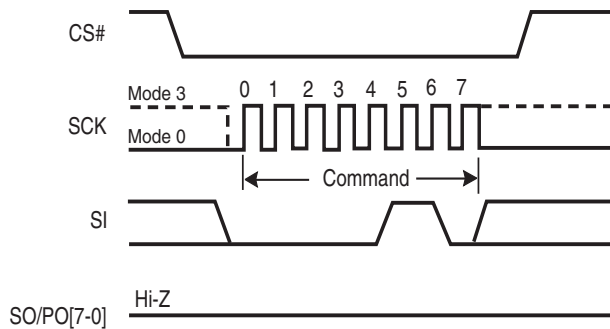 CS#
Mode 3
0 1 2 3 4 5 6 7
SCK
Mode 0
Command
SI
Hi-Z
SO/PO[7-0]